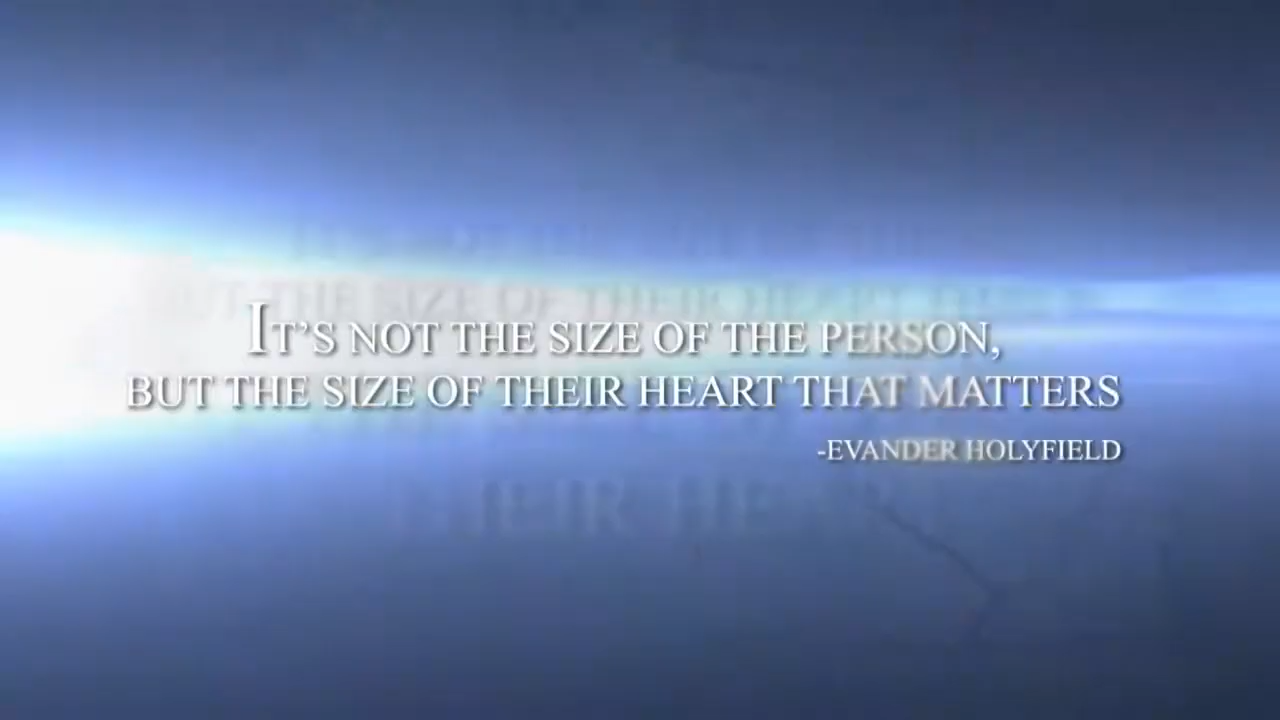 IT'S NOT THE SIZE OF THE PERSON,
BUT THE SIZE OF THEIR HEART THAT MATTERS
-EVANDER HOLYFIELD